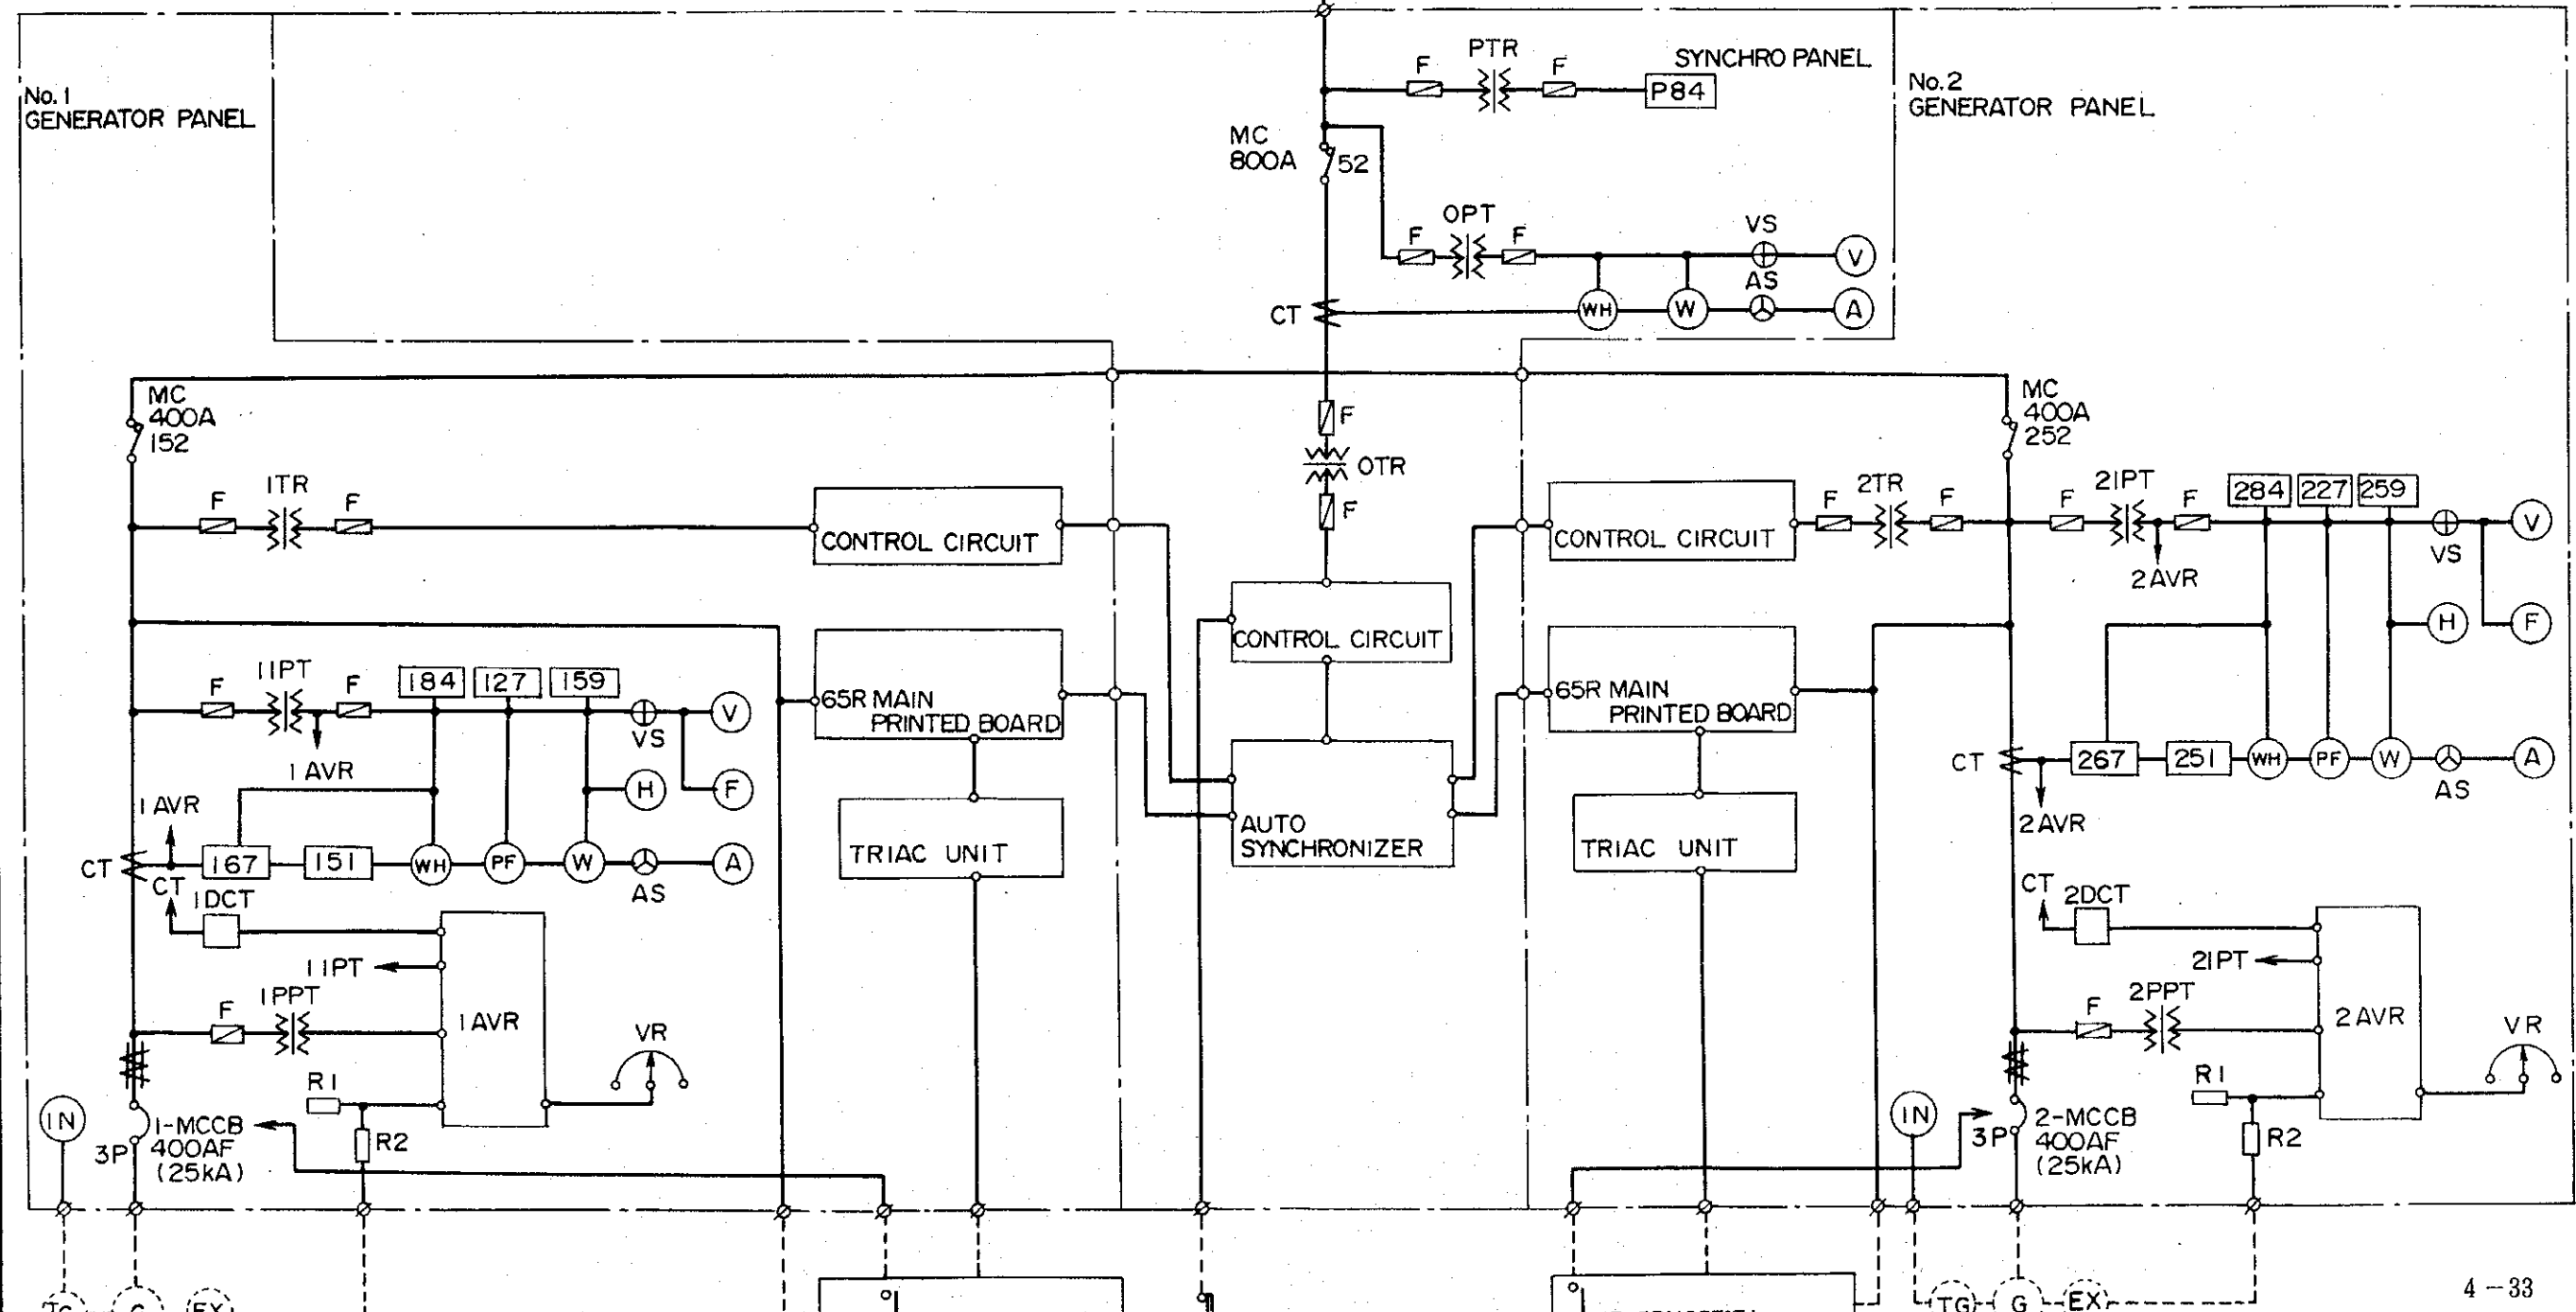 No.1
GENERATOR PANEL
F
PTR
F
P84
SYNCHRO PANEL
No.2
GENERATOR PANEL
MC
800A
52
F
OPT
F
VS
V
AS
CT
WH
W
A
MC
400A
152
MC
400A
252
F
OTR
F
F
1TR
F
CONTROL CIRCUIT
CONTROL CIRCUIT
F
2TR
F
F
21PT
F
2AVR
284
227
259
VS
V
H
F
CONTROL CIRCUIT
F
11PT
F
1 AVR
184
127
159
VS
V
H
F
65R MAIN
PRINTED BOARD
65R MAIN
PRINTED BOARD
CT
267
251
WH
PF
W
AS
A
2AVR
1 AVR
CT
167
151
WH
PF
W
AS
A
TRIAC UNIT
AUTO
SYNCHRONIZER
TRIAC UNIT
CT
1DCT
11PT
F
1PPT
1AVR
VR
R1
R2
CT
2DCT
21PT
F
2PPT
2AVR
VR
R1
R2
IN
3P
1-MCCB
400AF
(25kA)
IN
3P
2-MCCB
400AF
(25kA)
TG
G
EX
TG
G
EX
4-33